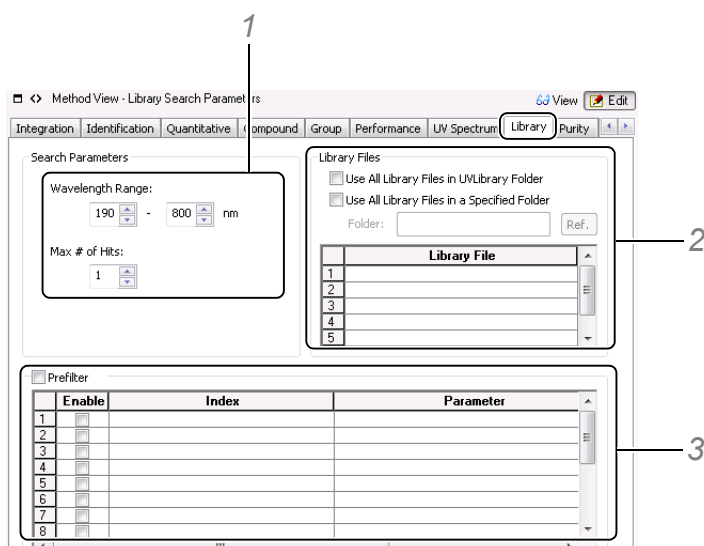 1
Method View - Library Search Parameters View Edit
Integration Identification Quantitative Compound Group Performance UV Spectrum Library Purity
Search Parameters
Wavelength Range:
190 - 800 nm
Max # of Hits:
1
Library Files
Use All Library Files in UVLibrary Folder
Use All Library Files in a Specified Folder
Folder: Ref.
Library File
1
2
3
4
5
2
Prefilter
Enable Index Parameter
1
2
3
4
5
6
7
8
3